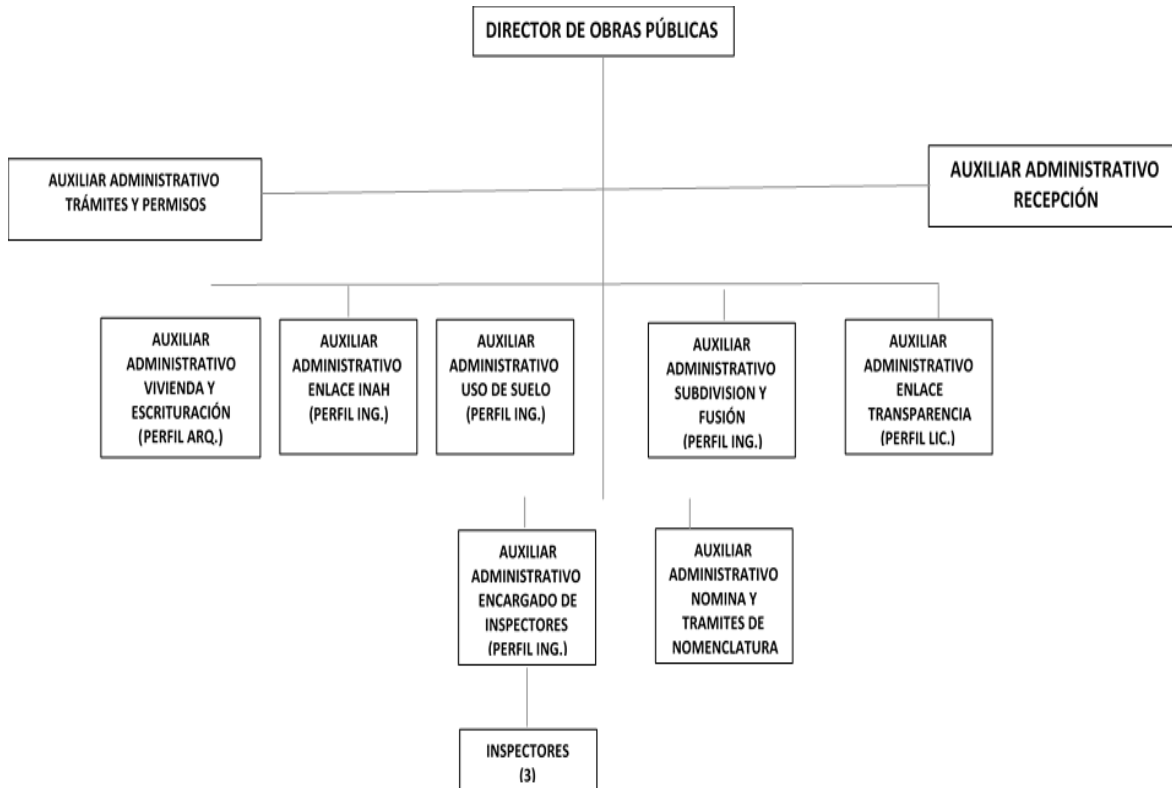 DIRECTOR DE OBRAS PÚBLICAS
AUXILIAR ADMINISTRATIVO
TRÁMITES Y PERMISOS
AUXILIAR ADMINISTRATIVO
RECEPCIÓN
AUXILIAR
ADMINISTRATIVO
VIVIENDA Y
ESCRITURACIÓN
(PERFIL ARQ.)
AUXILIAR
ADMINISTRATIVO
ENLACE INAH
(PERFIL ING.)
AUXILIAR
ADMINISTRATIVO
USO DE SUELO
(PERFIL ING.)
AUXILIAR
ADMINISTRATIVO
SUBDIVISION Y
FUSIÓN
(PERFIL ING.)
AUXILIAR
ADMINISTRATIVO
ENLACE
TRANSPARENCIA
(PERFIL LIC.)
AUXILIAR
ADMINISTRATIVO
ENCARGADO DE
INSPECTORES
(PERFIL ING.)
AUXILIAR
ADMINISTRATIVO
NOMINA Y
TRAMITES DE
NOMENCLATURA
INSPECTORES
(3)